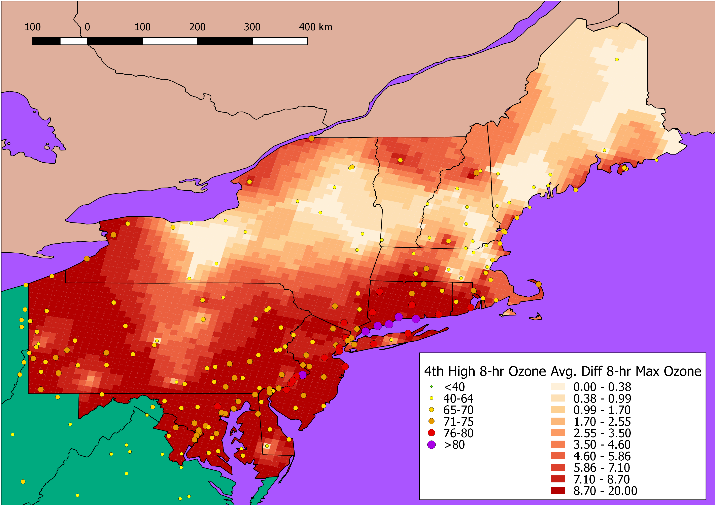 100 0 100 200 300 400 km
4th High 8-hr Ozone Avg. Diff 8-hr Max Ozone
<40 0.00 - 0.38
40-64 0.38 - 0.99
65-70 0.99 - 1.70
71-75 1.70 - 2.55
76-80 2.55 - 3.50
>80 3.50 - 4.60
4.60 - 5.86
5.86 - 7.10
7.10 - 8.70
8.70 - 20.00